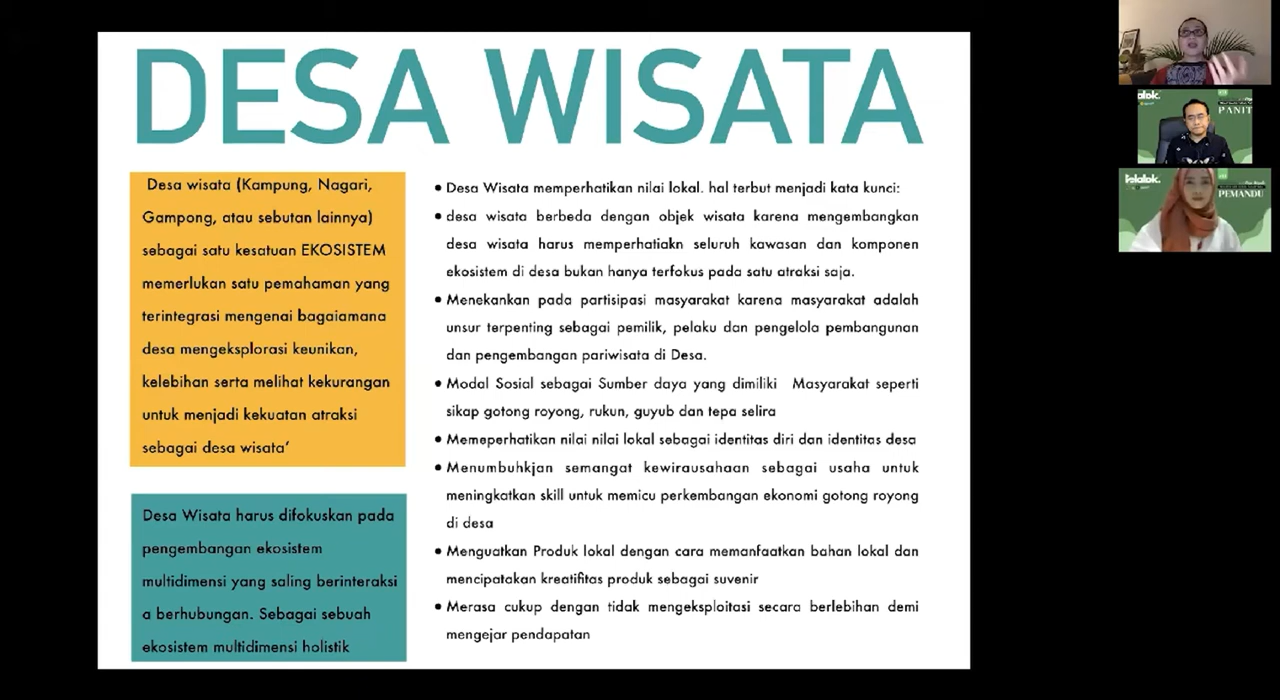 DESA WISATA
Desa wisata (Kampung, Nagari,
Gampong, atau sebutan lainnya)
sebagai satu kesatuan EKOSISTEM
memerlukan satu pemahaman yang
terintegrasi mengenai bagaiamana
desa mengeksplorasi keunikan,
kelebihan serta melihat kekurangan
untuk menjadi kekuatan atraksi
sebagai desa wisata’
Desa Wisata harus difokuskan pada
pengembangan ekosistem
multidimensi yang saling berinteraksi
a berhubungan. Sebagai sebuah
ekosistem multidimensi holistik
• Desa Wisata memperhatikan nilai lokal. hal terbut menjadi kata kunci:
• desa wisata berbeda dengan objek wisata karena mengembangkan
desa wisata harus memperhatiakn seluruh kawasan dan komponen
ekosistem di desa bukan hanya terfokus pada satu atraksi saja.
• Menekankan pada partisipasi masyarakat karena masyarakat adalah
unsur terpenting sebagai pemilik, pelaku dan pengelola pembangunan
dan pengembangan pariwisata di Desa.
• Modal Sosial sebagai Sumber daya yang dimiliki Masyarakat seperti
sikap gotong royong, rukun, guyub dan tepa selira
• Memeperhatikan nilai nilai lokal sebagai identitas diri dan identitas desa
• Menumbuhkjan semangat kewirausahaan sebagai usaha untuk
meningkatkan skill untuk memicu perkembangan ekonomi gotong royong
di desa
• Menguatkan Produk lokal dengan cara memanfaatkan bahan lokal dan
mencipatakan kreatifitas produk sebagai suvenir
• Merasa cukup dengan tidak mengeksploitasi secara berlebihan demi
mengejar pendapatan
PANIT
PEMANDU